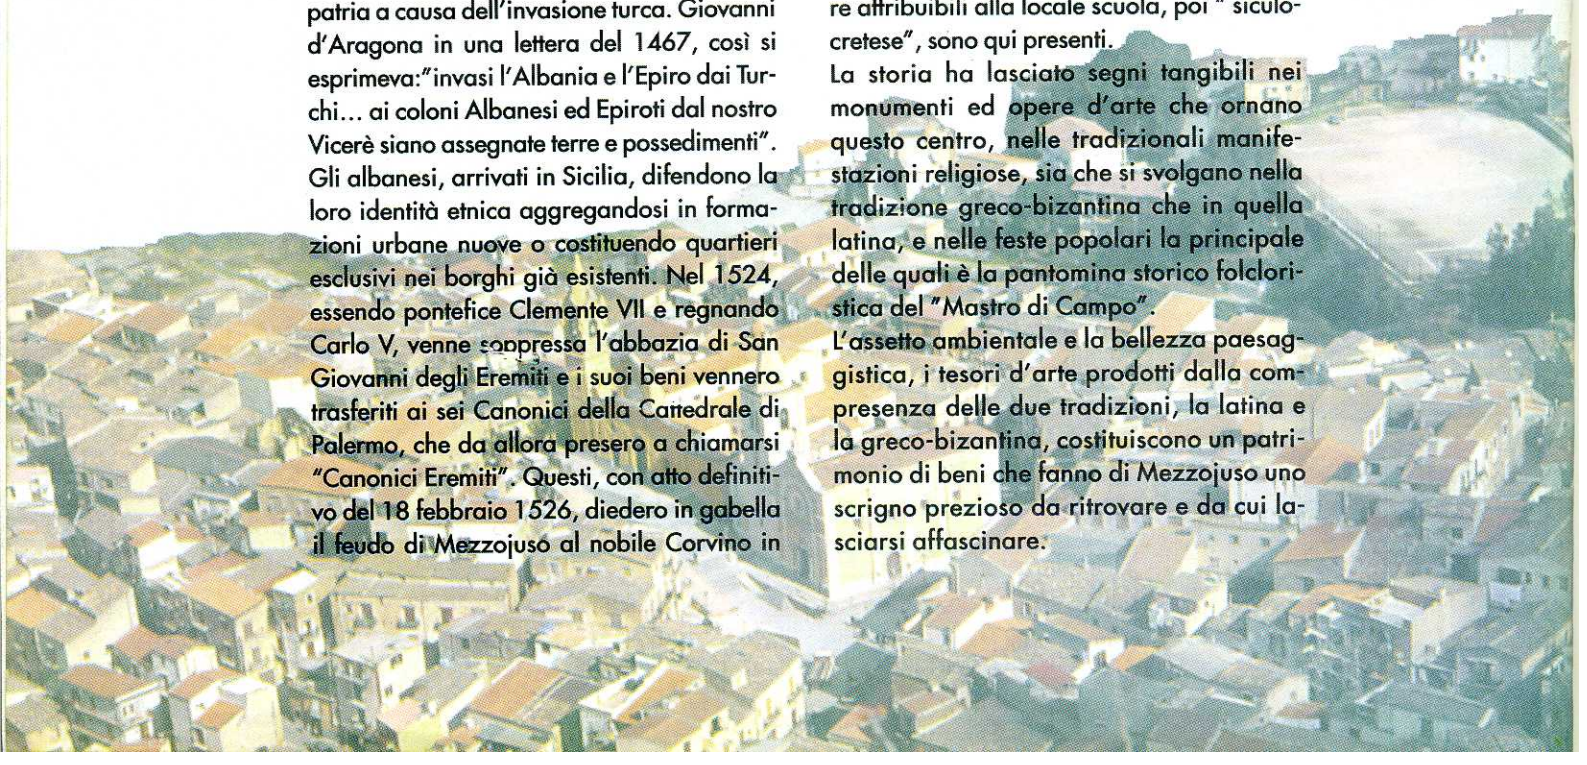 patria a causa dell'invasione turca. Giovanni
d'Aragona in una lettera del 1467, così si
esprimeva:"invasi l'Albania e l'Epiro dai Tur-
chi... ai coloni Albanesi ed Epiroti dal nostro
Vicerè siano assegnate terre e possedimenti".
Gli albanesi, arrivati in Sicilia, difendono la
loro identità etnica aggregandosi in forma-
zioni urbane nuove o costituendo quartieri
esclusivi nei borghi già esistenti. Nel 1524,
essendo pontefice Clemente VII e regnando
Carlo V, venne soppressa l'abbazia di San
Giovanni degli Eremiti e i suoi beni vennero
trasferiti ai sei Canonici della Cattedrale di
Palermo, che da allora presero a chiamarsi
"Canonici Eremiti". Questi, con atto definiti-
vo del 18 febbraio 1526, diedero in gabella
il feudo di Mezzojuso al nobile Corvino in
re attribuibili alla locale scuola, poi " siculo-
cretese", sono qui presenti.
La storia ha lasciato segni tangibili nei
monumenti ed opere d'arte che ornano
questo centro, nelle tradizionali manife-
stazioni religiose, sia che si svolgano nella
tradizione greco-bizantina che in quella
latina, e nelle feste popolari la principale
delle quali è la pantomina storico folclori-
stica del "Mastro di Campo".
L'assetto ambientale e la bellezza paesag-
gistica, i tesori d'arte prodotti dalla com-
presenza delle due tradizioni, la latina e
la greco-bizantina, costituiscono un patri-
monio di beni che fanno di Mezzojuso uno
scrigno prezioso da ritrovare e da cui la-
sciarsi affascinare.